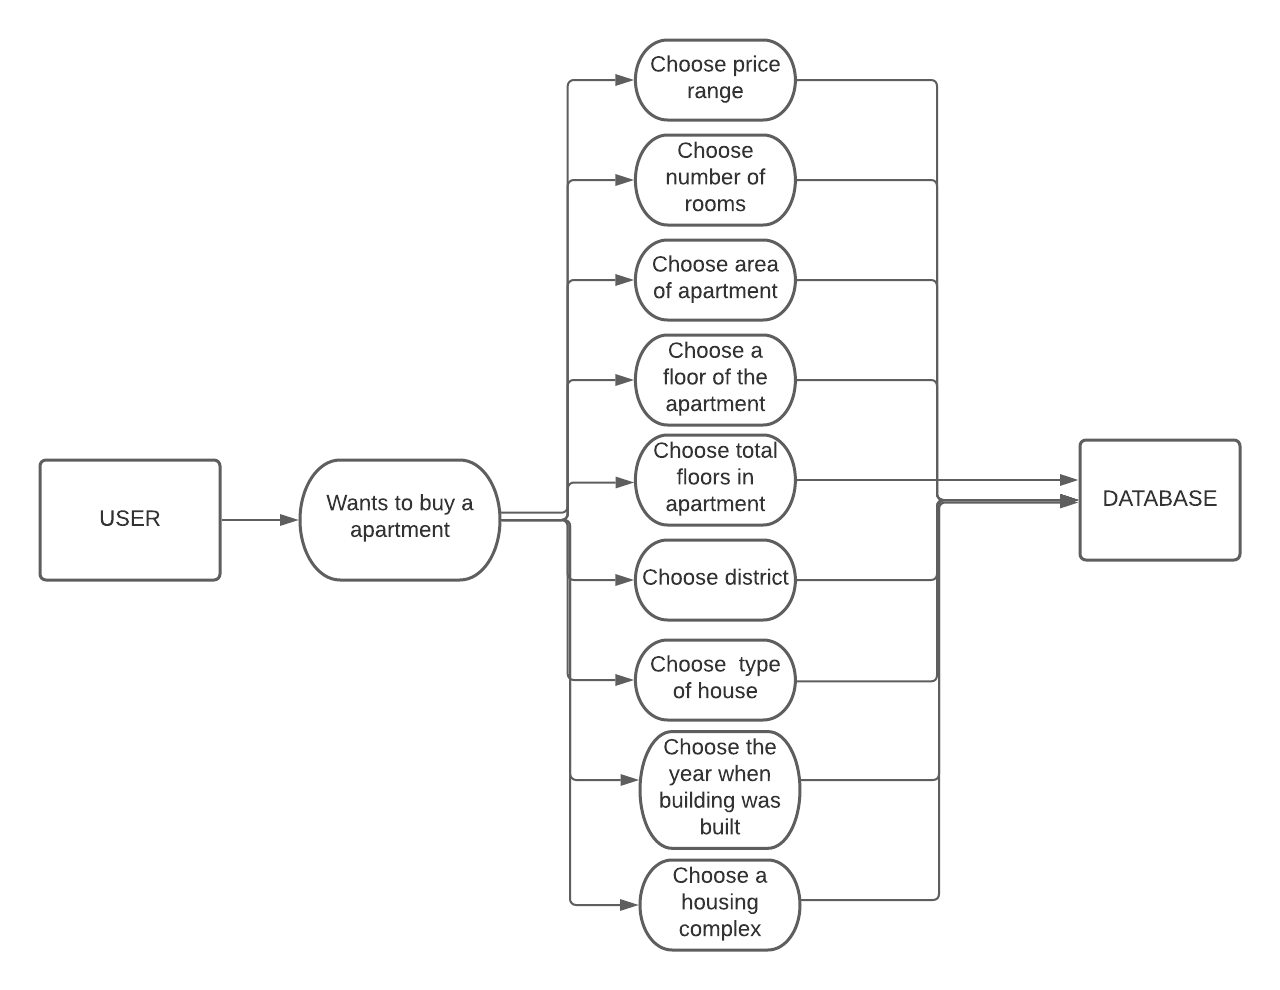 USER
Wants to buy a
apartment
Choose price
range
Choose
number of
rooms
Choose area
of apartment
Choose a
floor of the
apartment
Choose total
floors in
apartment
Choose district
Choose  type
of house
Choose the
year when
building was
built
Choose a
housing
complex
DATABASE